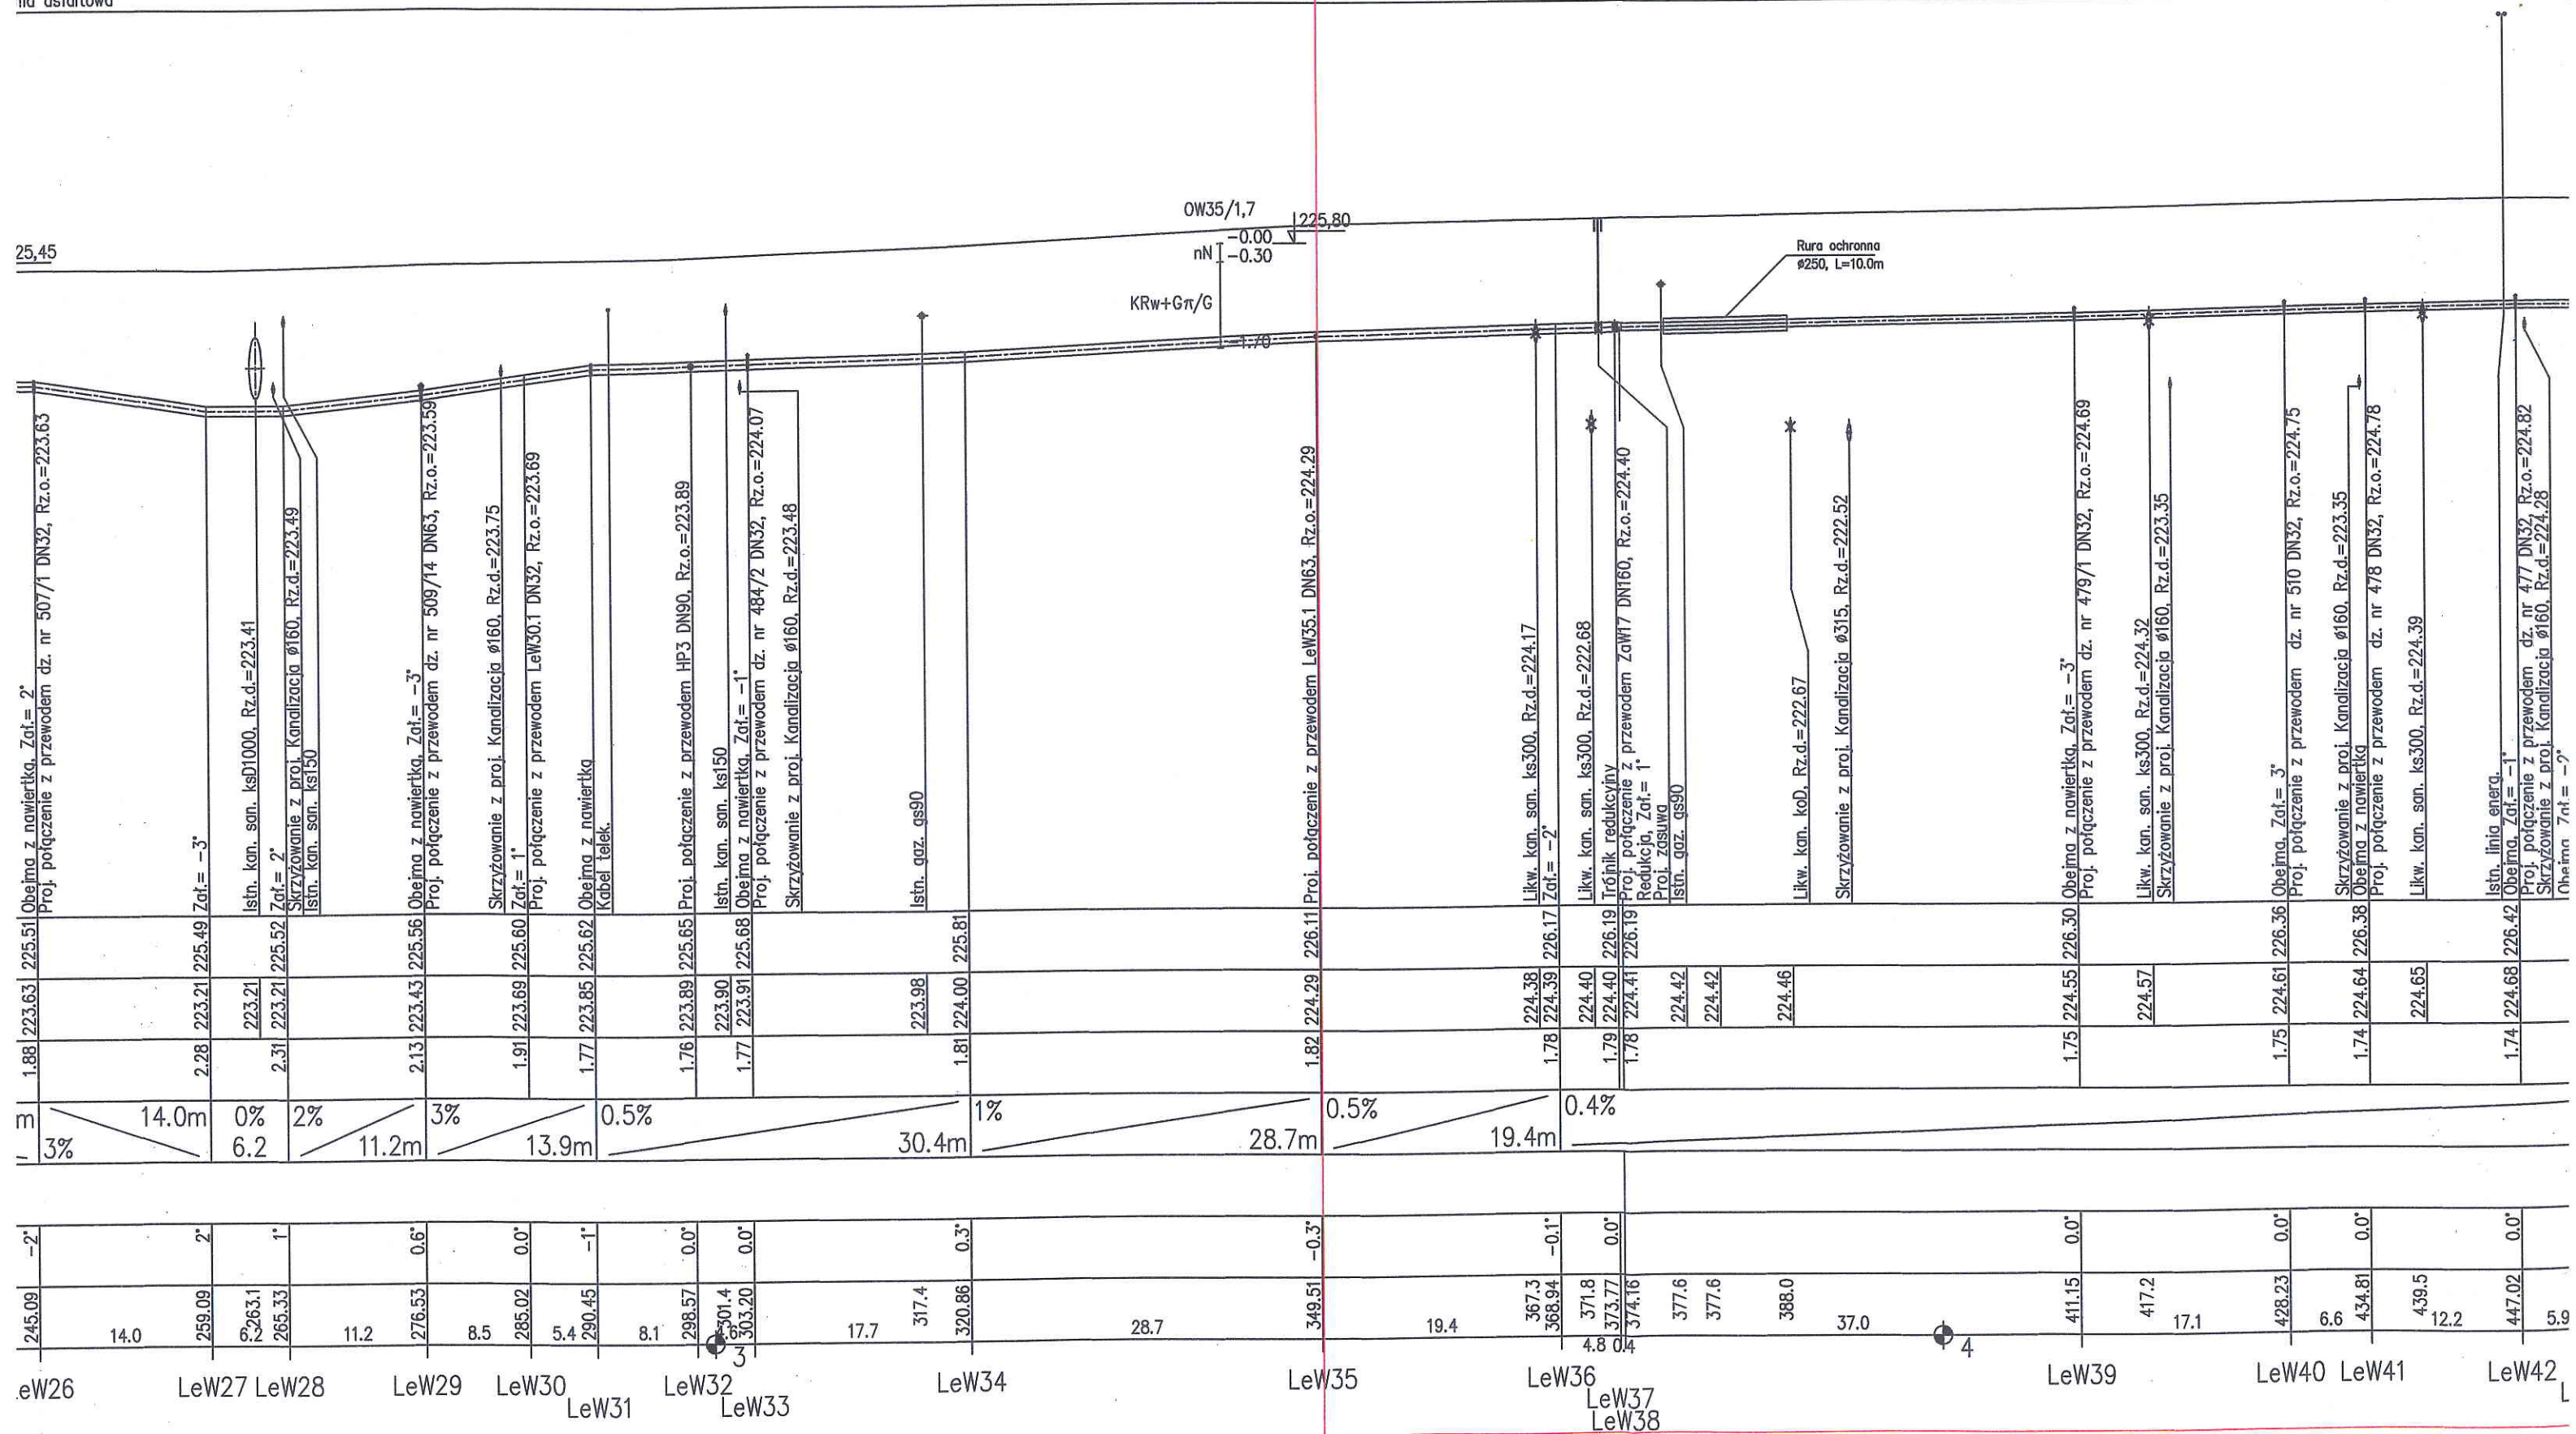 na asfaltowa
OW35/1,7
225,80
-0.00
nN
-0.30
25,45
Rura ochronna
ø250, L=10.0m
KRw+Gπ/G
-1.70
Obejma z nawiertką, Zał.= 2°
Proj. połączenie z przewodem dz. nr 507/1 DN32, Rz.o.=223.63
Zał.= -3°
Istn. kan. san. ksD1000, Rz.d.=223.41
Zał.= 2°
Skrzyżowanie z proj. Kanalizacją ø160, Rz.d.=223.49
Istn. kan. san. ks150
Obejma z nawiertką, Zał.= -3°
Proj. połączenie z przewodem dz. nr 509/14 DN63, Rz.o.=223.59
Skrzyżowanie z proj. Kanalizacją ø160, Rz.d.=223.75
Zał.= 1°
Proj. połączenie z przewodem LeW30.1 DN32, Rz.o.=223.69
Obejma z nawiertką
Kabel telek.
Proj. połączenie z przewodem HP3 DN90, Rz.o.=223.89
Istn. kan. san. ks150
Obejma z nawiertką, Zał.= -1°
Proj. połączenie z przewodem dz. nr 484/2 DN32, Rz.o.=224.07
Skrzyżowanie z proj. Kanalizacją ø160, Rz.d.=223.48
Istn. gaz. gs90
Proj. połączenie z przewodem LeW35.1 DN63, Rz.o.=224.29
Likw. kan. san. ks300, Rz.d.=224.17
Zał.= -2°
Likw. kan. san. ks300, Rz.d.=222.68
Trójnik redukcyjny
Proj. połączenie z przewodem ZaW17 DN160, Rz.o.=224.40
Redukcja, Zał.= 1°
Proj. zasuwa
Istn. gaz. gs90
Likw. kan. koD, Rz.d.=222.67
Skrzyżowanie z proj. Kanalizacją ø315, Rz.d.=222.52
Obejma z nawiertką, Zał.= -3°
Proj. połączenie z przewodem dz. nr 479/1 DN32, Rz.o.=224.69
Likw. kan. san. ks300, Rz.d.=224.32
Skrzyżowanie z proj. Kanalizacją ø160, Rz.d.=223.35
Obejma, Zał.= 3°
Proj. połączenie z przewodem dz. nr 510 DN32, Rz.o.=224.75
Skrzyżowanie z proj. Kanalizacją ø160, Rz.d.=223.35
Obejma z nawiertką
Proj. połączenie z przewodem dz. nr 478 DN32, Rz.o.=224.78
Likw. kan. san. ks300, Rz.d.=224.39
Istn. linia energ.
Obejma, Zał.= -1°
Proj. połączenie z przewodem dz. nr 477 DN32, Rz.o.=224.82
Skrzyżowanie z proj. Kanalizacją ø160, Rz.d.=224.28
Obejma, Zał.= -2°
225.51 225.49 225.52 225.56 225.60 225.62 225.65 225.68 225.81 226.11 226.17 226.19 226.19 226.30 226.36 226.38 226.42
223.63 223.21 223.21 223.21 223.43 223.69 223.85 223.89 223.90 223.91 223.98 224.00 224.29 224.38 224.39 224.40 224.40 224.41 224.42 224.42 224.46 224.55 224.57 224.61 224.64 224.65 224.68
1.88 2.28 2.31 2.13 1.91 1.77 1.76 1.77 1.81 1.82 1.78 1.79 1.78 1.75 1.75 1.74 1.74
m 14.0m 0% 2% 3% 0.5% 1% 0.5% 0.4%
3% 6.2 11.2m 13.9m 30.4m 28.7m 19.4m
-2° 2° 1° 0.6° 0.0° -1° 0.0° 0.0° 0.3° -0.3° -0.1° 0.0° 0.0° 0.0° 0.0° 0.0°
245.09 259.09 263.1 265.33 276.53 285.02 290.45 298.57 301.4 303.20 317.4 320.86 349.51 367.3 368.94 371.8 373.77 374.16 377.6 377.6 388.0 411.15 417.2 428.23 434.81 439.5 447.02
14.0 6.2 11.2 8.5 5.4 8.1 4.6 17.7 28.7 19.4 4.8 0.4 37.0 17.1 6.6 12.2 5.9
3 4
eW26 LeW27 LeW28 LeW29 LeW30 LeW32 LeW34 LeW35 LeW36 LeW39 LeW40 LeW41 LeW42
LeW31 LeW33 LeW37 L
LeW38